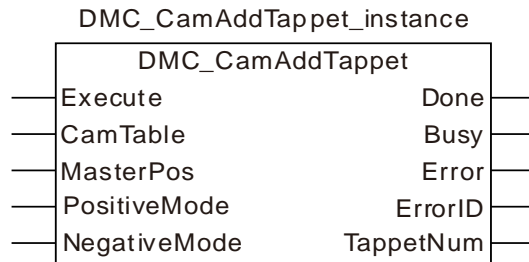 DMC_CamAddTappet_instance
DMC_CamAddTappet
Execute Done
CamTable Busy
MasterPos Error
PositiveMode ErrorID
NegativeMode TappetNum